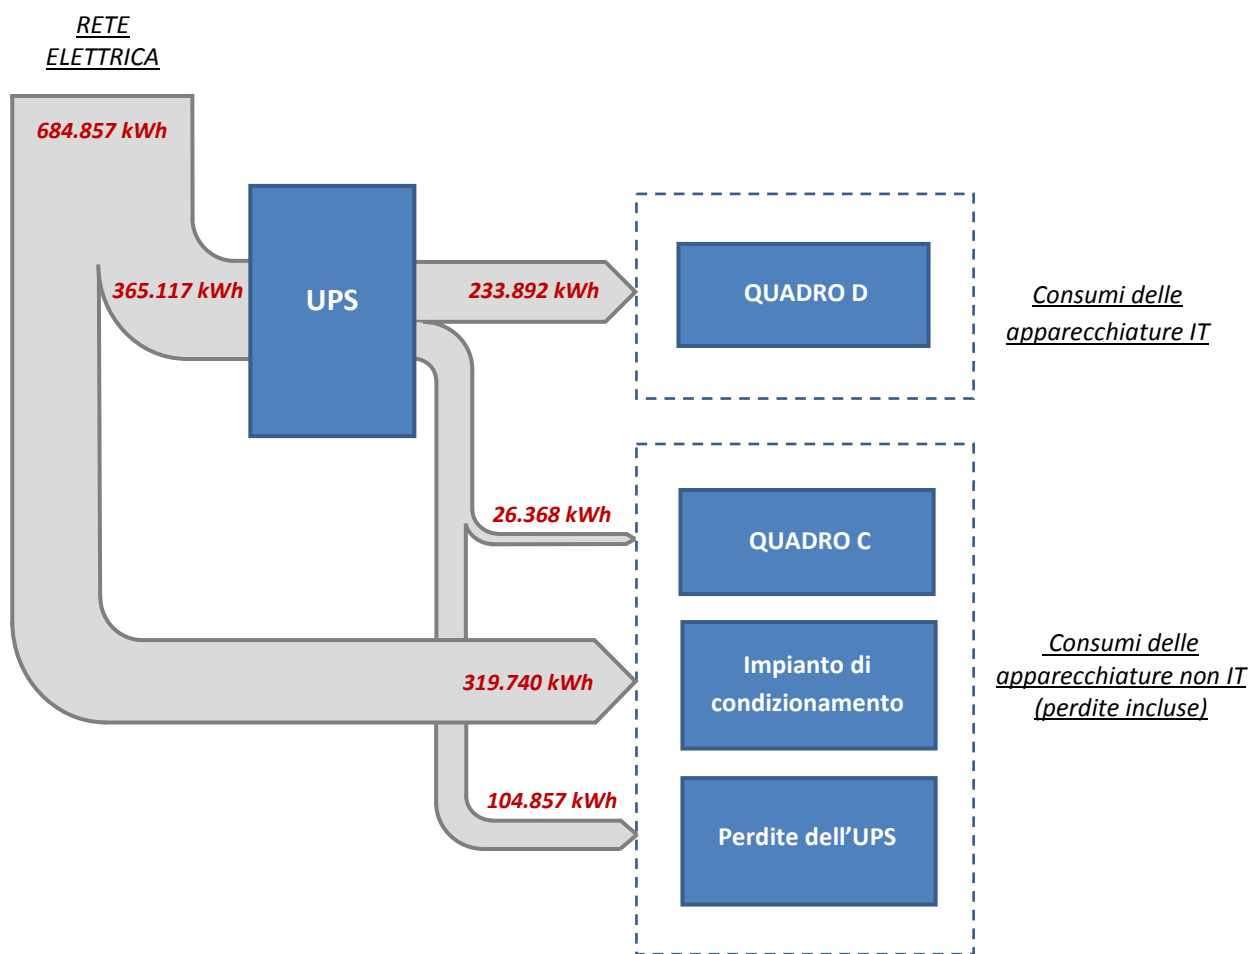 RETE
ELETTRICA
684.857 kWh
365.117 kWh
UPS
233.892 kWh
QUADRO D
Consumi delle
apparecchiature IT
26.368 kWh
QUADRO C
319.740 kWh
Impianto di
condizionamento
Consumi delle
apparecchiature non IT
(perdite incluse)
104.857 kWh
Perdite dell’UPS